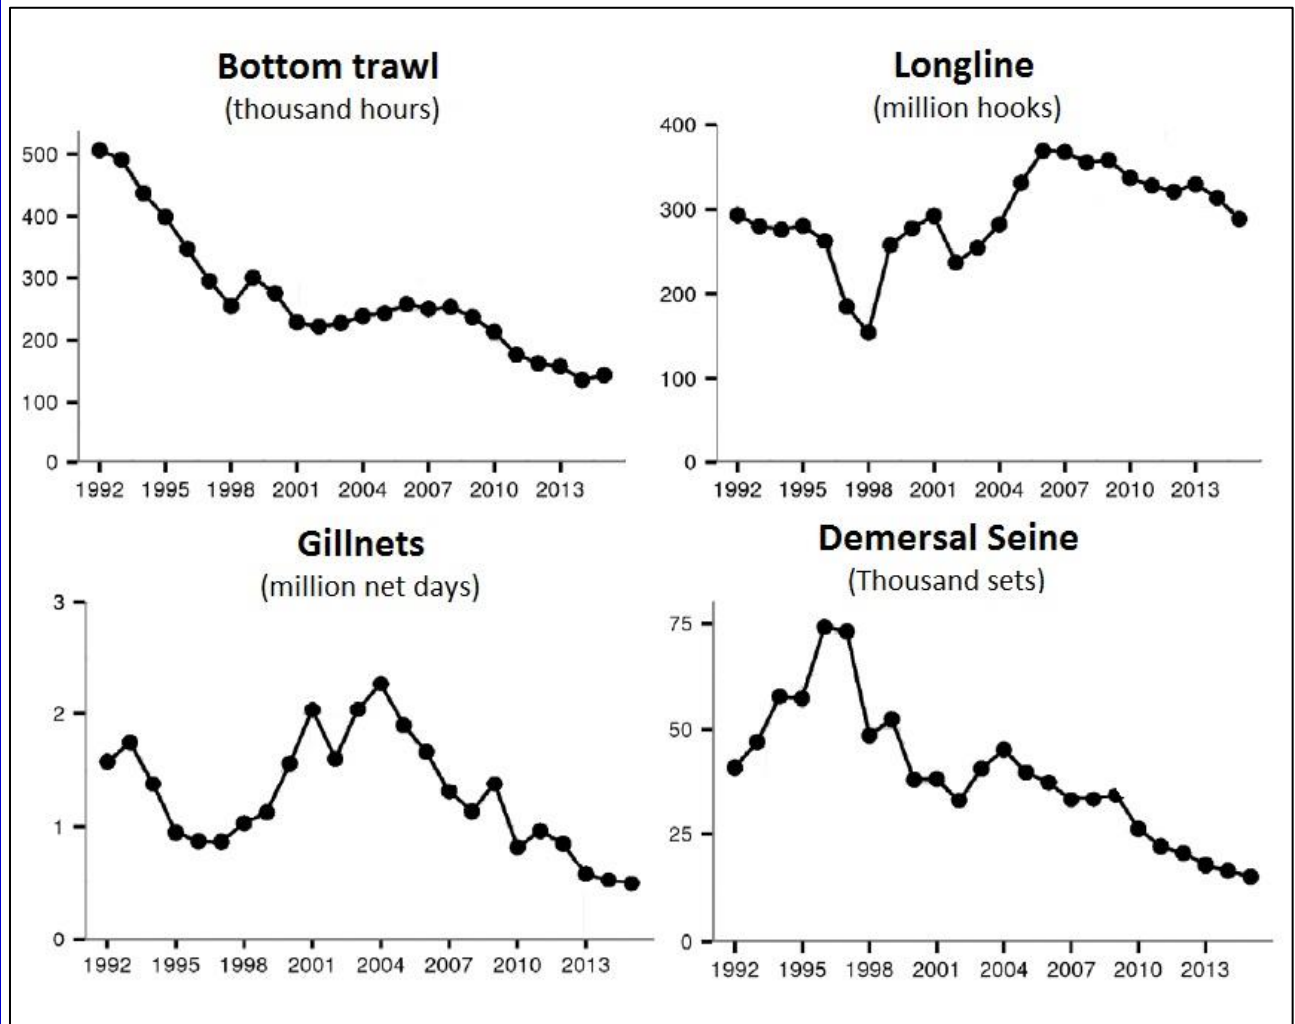 Bottom trawl
(thousand hours)
500
400
300
200
100
0
1992 1995 1998 2001 2004 2007 2010 2013
Longline
(million hooks)
400
300
200
100
0
1992 1995 1998 2001 2004 2007 2010 2013
Gillnets
(million net days)
3
2
1
0
1992 1995 1998 2001 2004 2007 2010 2013
Demersal Seine
(Thousand sets)
75
50
25
0
1992 1995 1998 2001 2004 2007 2010 2013